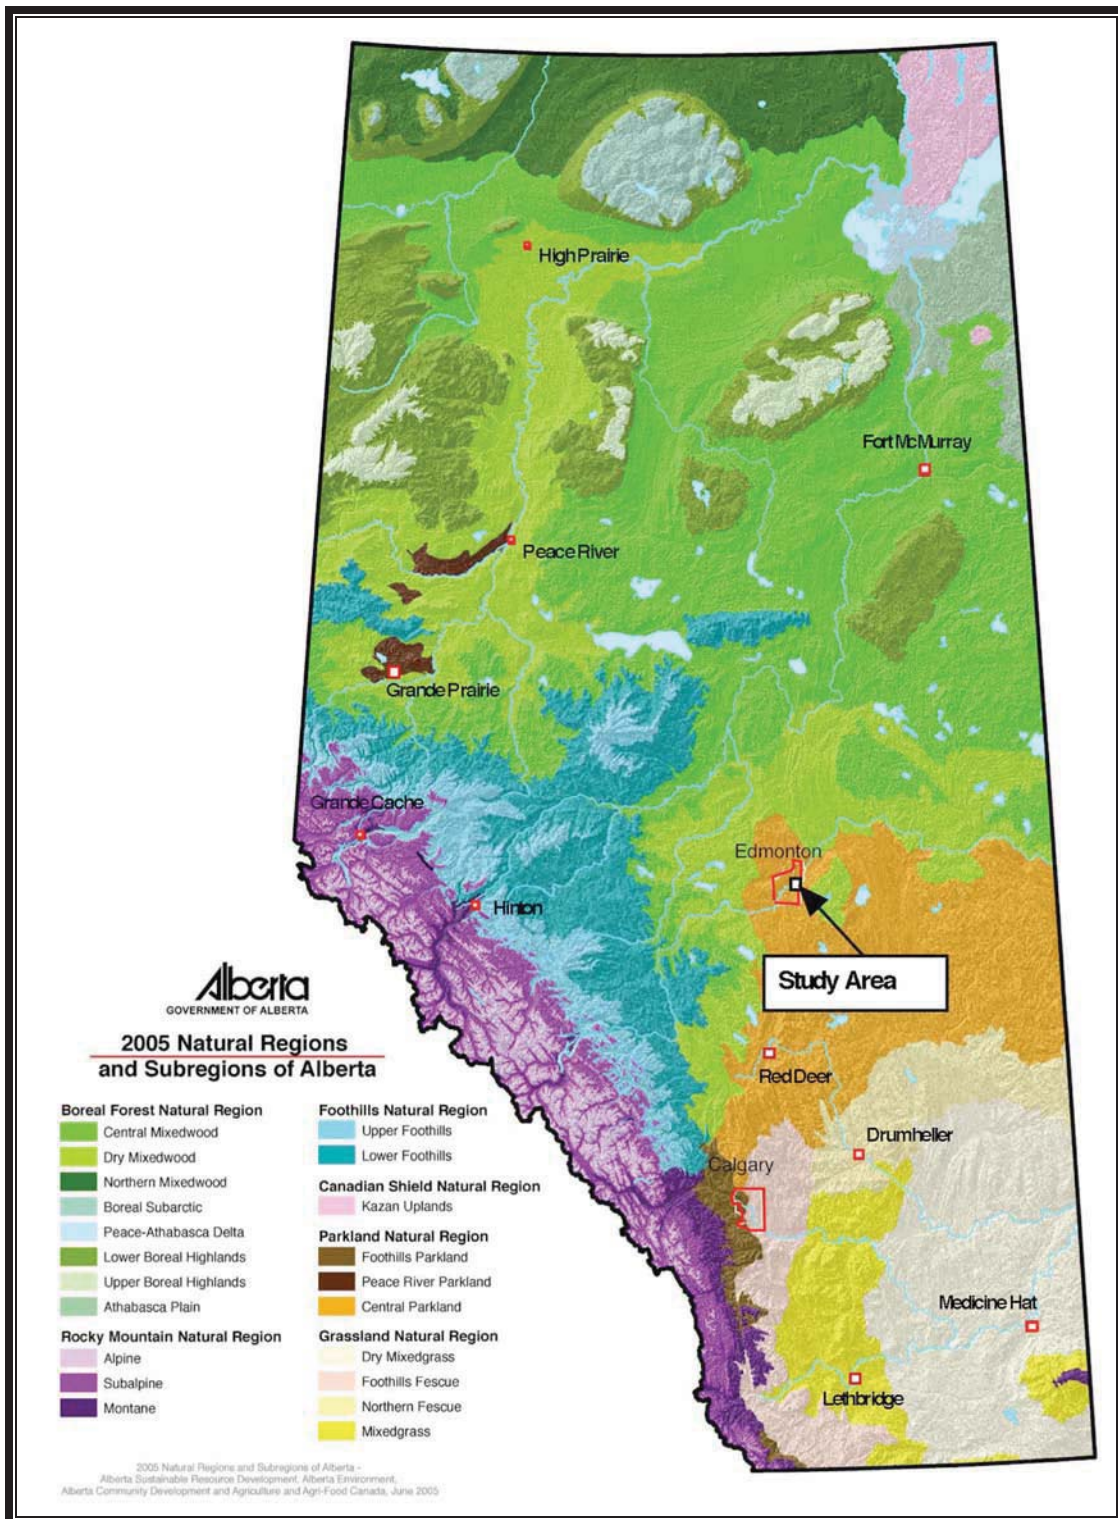 High Prairie
Fort McMurray
Peace River
Grande Prairie
Grande Cache
Edmonton
Hinton
Study Area
Red Deer
Drumheller
Calgary
Medicine Hat
Lethbridge
Alberta
GOVERNMENT OF ALBERTA
2005 Natural Regions
and Subregions of Alberta
Boreal Forest Natural Region
Central Mixedwood
Dry Mixedwood
Northern Mixedwood
Boreal Subarctic
Peace-Athabasca Delta
Lower Boreal Highlands
Upper Boreal Highlands
Athabasca Plain
Rocky Mountain Natural Region
Alpine
Subalpine
Montane
Foothills Natural Region
Upper Foothills
Lower Foothills
Canadian Shield Natural Region
Kazan Uplands
Parkland Natural Region
Foothills Parkland
Peace River Parkland
Central Parkland
Grassland Natural Region
Dry Mixedgrass
Foothills Fescue
Northern Fescue
Mixedgrass
2005 Natural Regions and Subregions of Alberta -
Alberta Sustainable Resource Development, Alberta Environment,
Alberta Community Development and Agriculture and Agri-Food Canada, June 2005